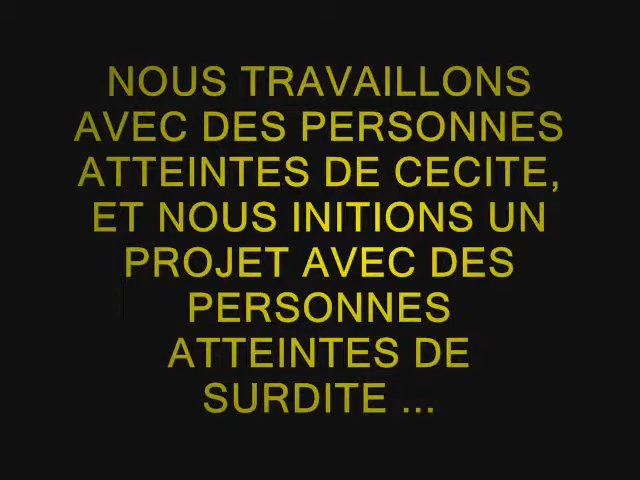 NOUS TRAVAILLONS
AVEC DES PERSONNES
ATTEINTES DE CECITE,
ET NOUS INITIONS UN
PROJET AVEC DES
PERSONNES
ATTEINTES DE
SURDITE ...